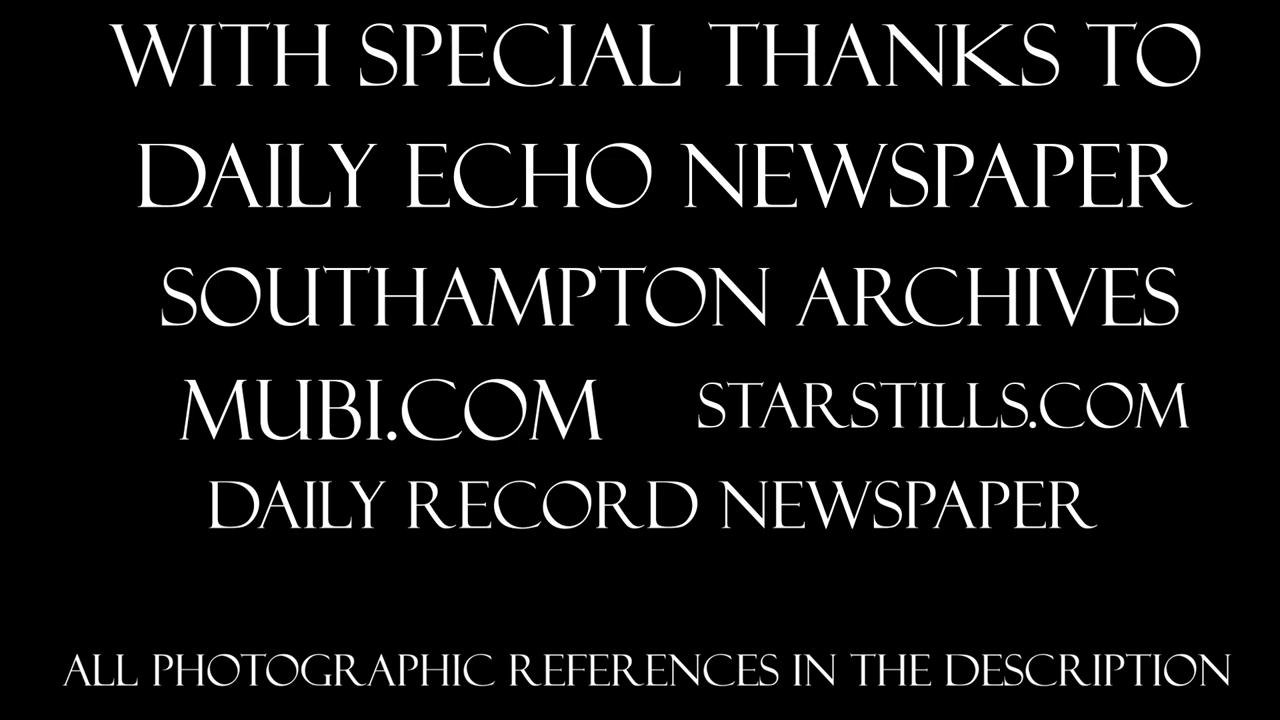 WITH SPECIAL THANKS TO
DAILY ECHO NEWSPAPER
SOUTHAMPTON ARCHIVES
MUBI.COM STARSTILLS.COM
DAILY RECORD NEWSPAPER
ALL PHOTOGRAPHIC REFERENCES IN THE DESCRIPTION